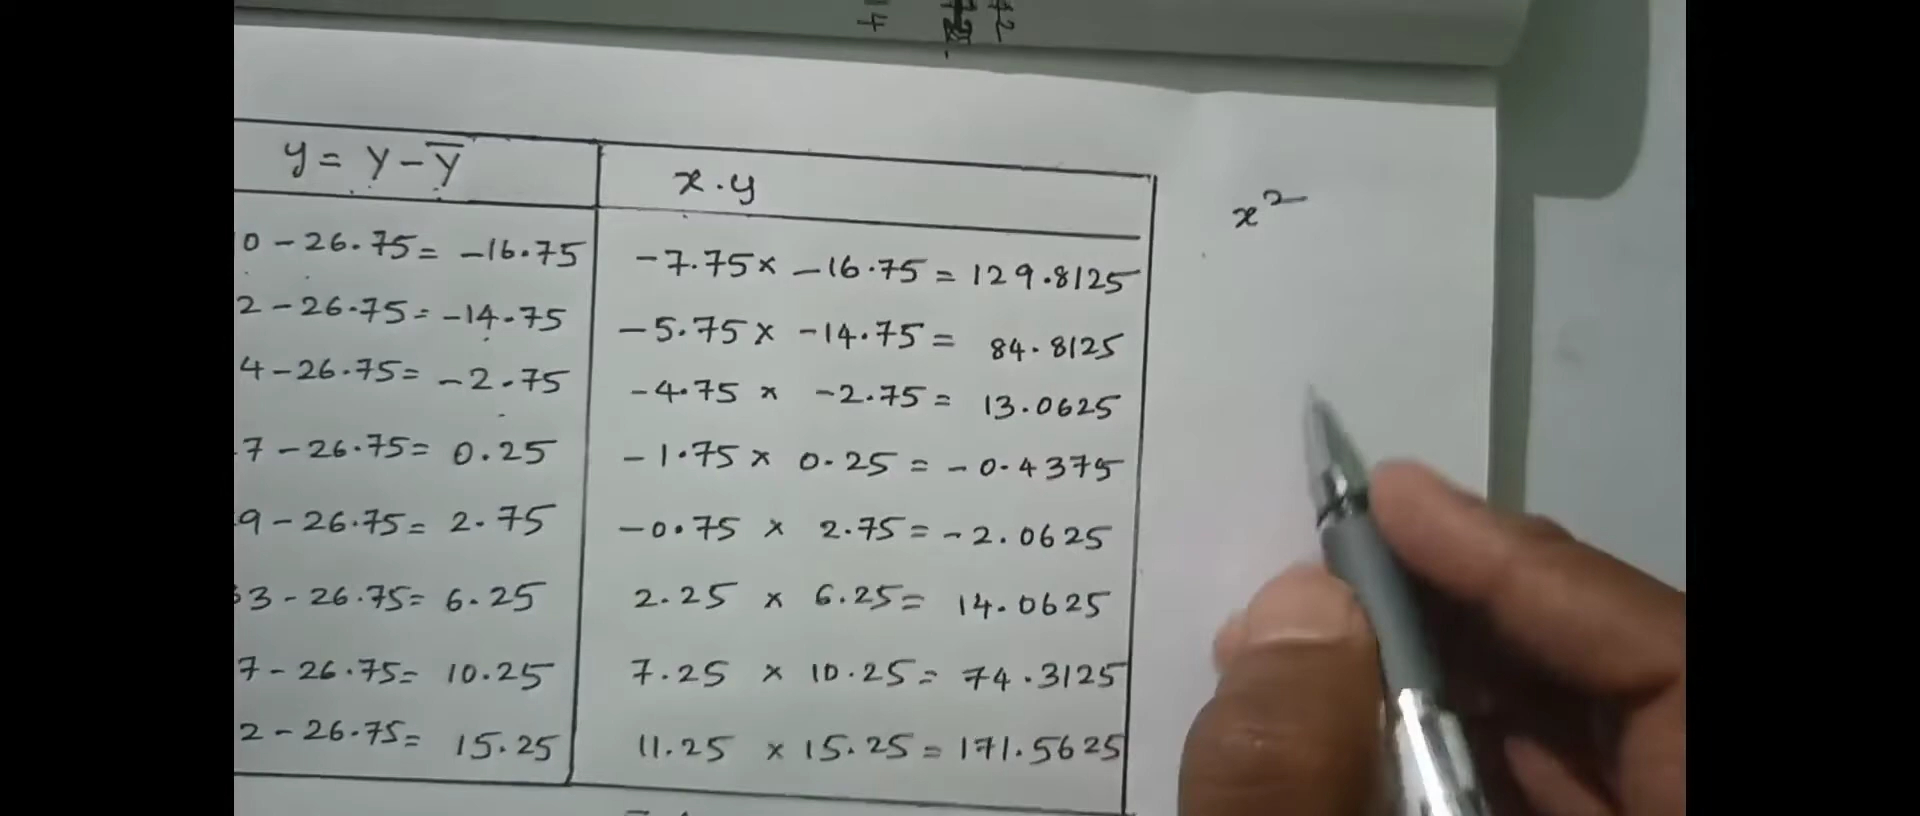 42
14
y = Y - Y̅
x.y
x²
10 - 26.75 = -16.75
-7.75 x -16.75 = 129.8125
2 - 26.75 = -14.75
-5.75 x -14.75 = 84.8125
4 - 26.75 = -2.75
-4.75 x -2.75 = 13.0625
7 - 26.75 = 0.25
-1.75 x 0.25 = -0.4375
9 - 26.75 = 2.75
-0.75 x 2.75 = -2.0625
33 - 26.75 = 6.25
2.25 x 6.25 = 14.0625
7 - 26.75 = 10.25
7.25 x 10.25 = 74.3125
2 - 26.75 = 15.25
11.25 x 15.25 = 171.5625